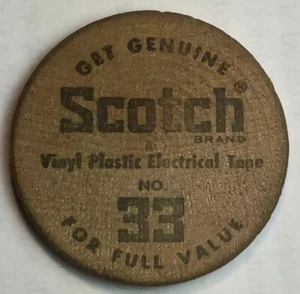 GET GENUINE
Scotch®
BRAND
Vinyl Plastic Electrical Tape
NO.
33
FOR FULL VALUE